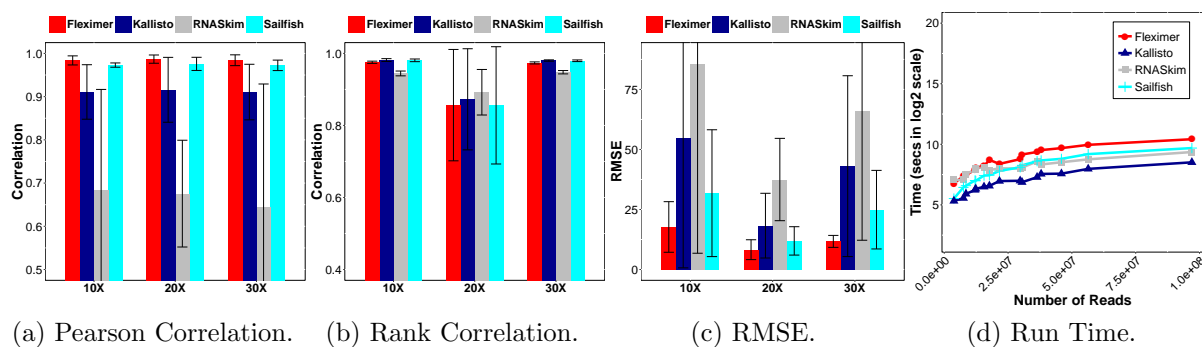 Fleximer Kallisto RNASkim Sailfish
Correlation
1.0
0.9
0.8
0.7
0.6
0.5
10X 20X 30X
(a) Pearson Correlation.
Fleximer Kallisto RNASkim Sailfish
Correlation
1.0
0.8
0.6
0.4
10X 20X 30X
(b) Rank Correlation.
Fleximer Kallisto RNASkim Sailfish
RMSE
75
50
25
0
10X 20X 30X
(c) RMSE.
Time (secs in log2 scale)
20
15
10
5
Fleximer
Kallisto
RNASkim
Sailfish
0.0e+00 2.5e+07 5.0e+07 7.5e+07 1.0e+08
Number of Reads
(d) Run Time.